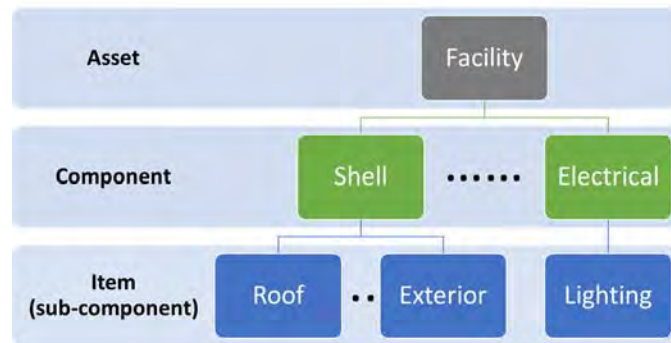 Asset
Facility
Component
Shell
......
Electrical
Item
(sub-component)
Roof
..
Exterior
Lighting